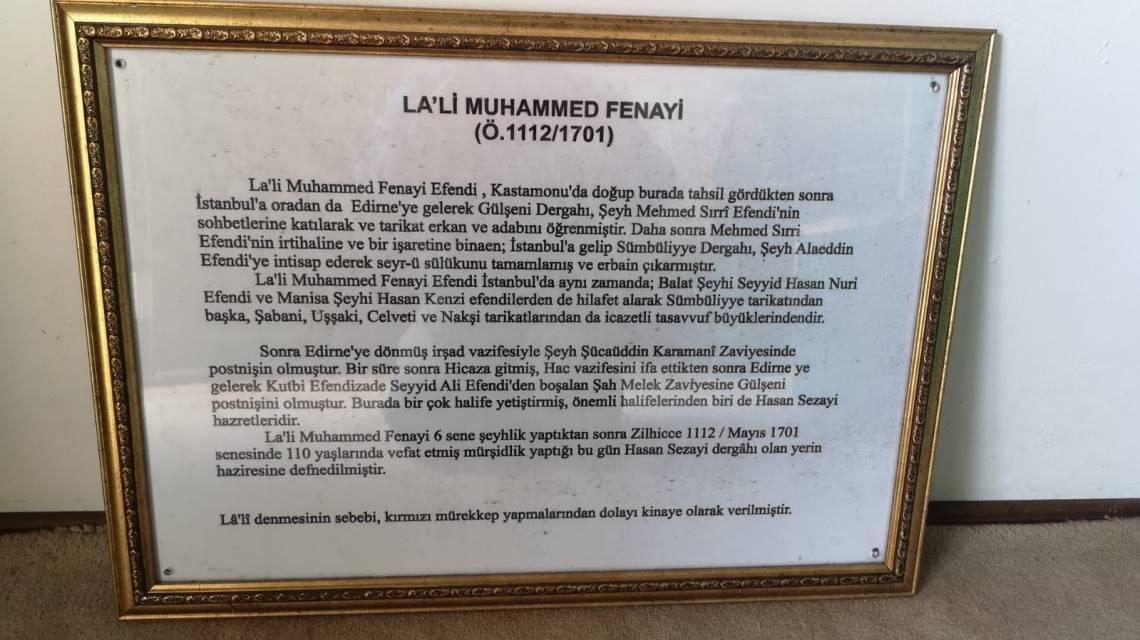 LA'Lİ MUHAMMED FENAYİ
(Ö.1112/1701)
La'li Muhammed Fenayi Efendi , Kastamonu'da doğup burada tahsil gördükten sonra
İstanbul'a oradan da Edirne'ye gelerek Gülşeni Dergahı, Şeyh Mehmed Sırrî Efendi'nin
sohbetlerine katılarak ve tarikat erkan ve adabını öğrenmiştir. Daha sonra Mehmed Sırri
Efendi'nin irtihaline ve bir işaretine binaen; İstanbul'a gelip Sümbüliyye Dergahı, Şeyh Alaeddin
Efendi'ye intisap ederek seyr-ü sülükunu tamamlamış ve erbain çıkarmıştır.
La'li Muhammed Fenayi Efendi İstanbul'da aynı zamanda; Balat Şeyhi Seyyid Hasan Nuri
Efendi ve Manisa Şeyhi Hasan Kenzi efendilerden de hilafet alarak Sümbüliyye tarikatından
başka, Şabani, Uşşaki, Celveti ve Nakşi tarikatlarından da icazetli tasavvuf büyüklerindendir.
Sonra Edirne'ye dönmüş irşad vazifesiyle Şeyh Şücaüddin Karamanî Zaviyesinde
postnişin olmuştur. Bir süre sonra Hicaza gitmiş, Hac vazifesini ifa ettikten sonra Edirne ye
gelerek Kutbi Efendizade Seyyid Ali Efendi'den boşalan Şah Melek Zaviyesine Gülşeni
postnişini olmuştur. Burada bir çok halife yetiştirmiş, önemli halifelerinden biri de Hasan Sezayi
hazretleridir.
La'li Muhammed Fenayi 6 sene şeyhlik yaptıktan sonra Zilhicce 1112 / Mayıs 1701
senesinde 110 yaşlarında vefat etmiş mürşidlik yaptığı bu gün Hasan Sezayi dergâhı olan yerin
haziresine defnedilmiştir.
Lâ'lî denmesinin sebebi, kırmızı mürekkep yapmalarından dolayı kinaye olarak verilmiştir.